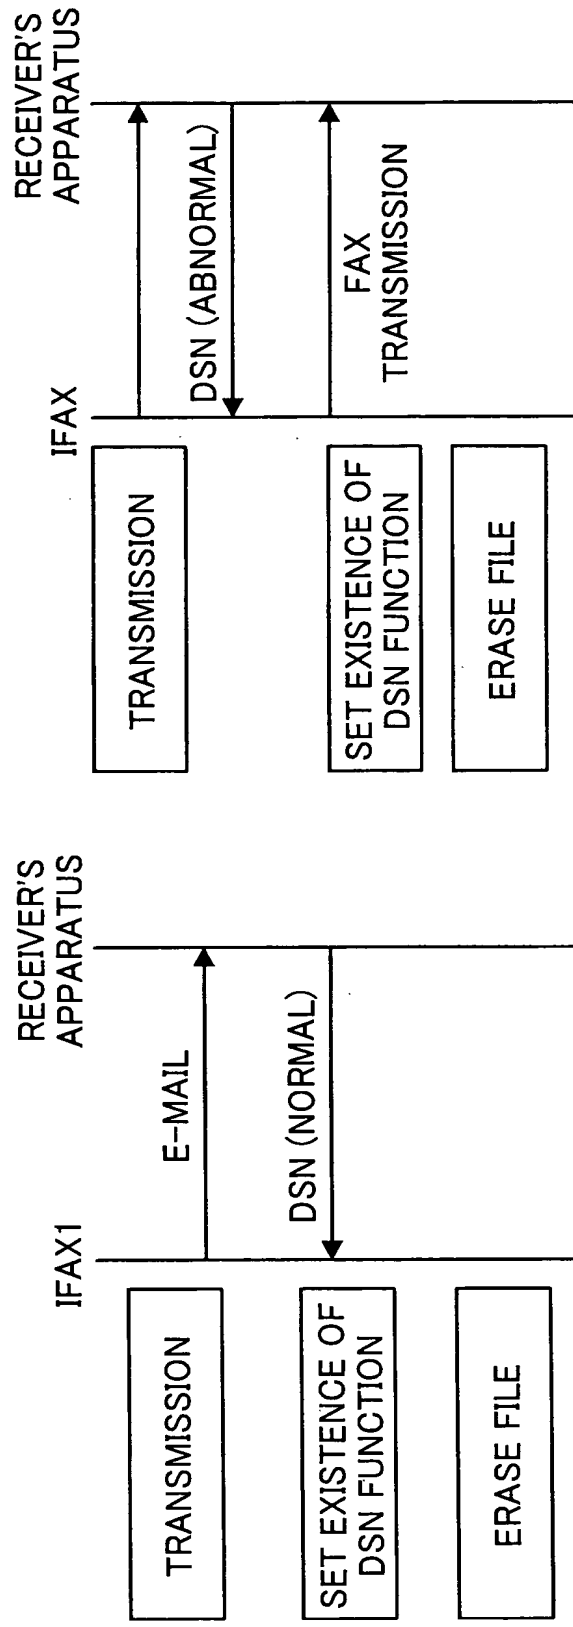 IFAX1
RECEIVER'S
APPARATUS
TRANSMISSION
E-MAIL
SET EXISTENCE OF
DSN FUNCTION
DSN (NORMAL)
ERASE FILE
IFAX
RECEIVER'S
APPARATUS
TRANSMISSION
DSN (ABNORMAL)
SET EXISTENCE OF
DSN FUNCTION
FAX
TRANSMISSION
ERASE FILE